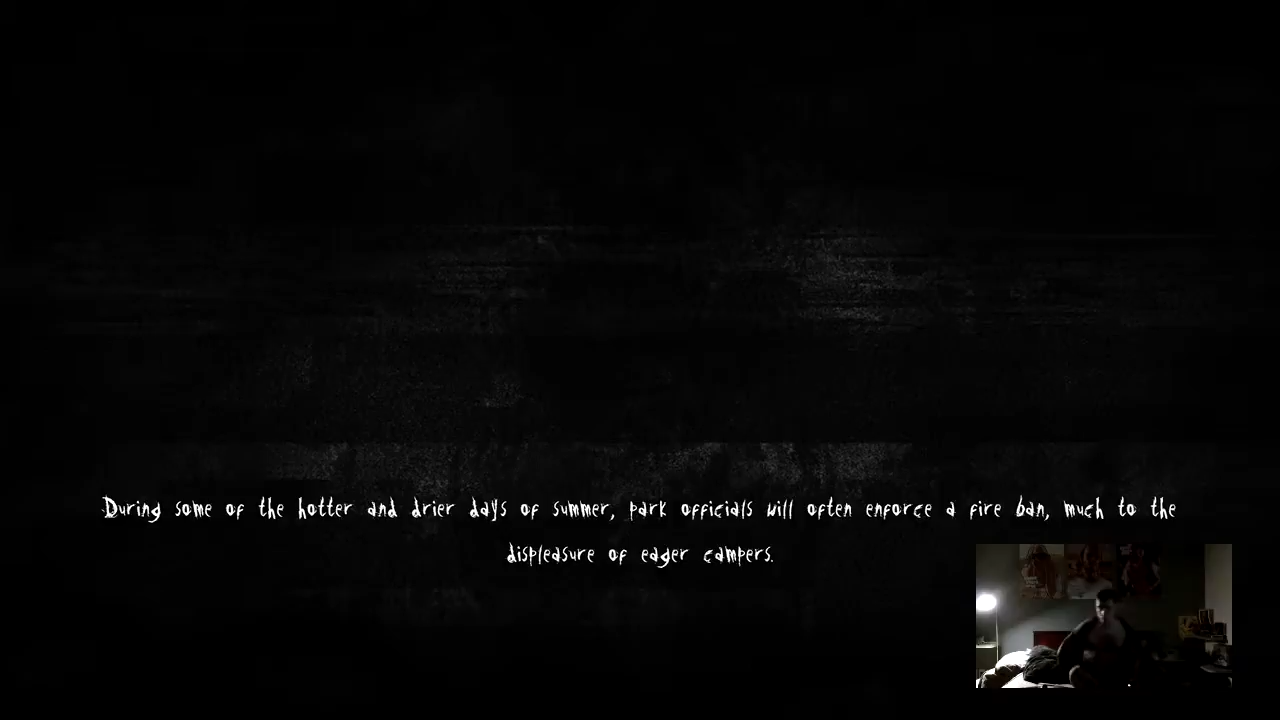 During some of the hotter and drier days of summer, park officials will often enforce a fire ban, much to the
displeasure of eager campers.